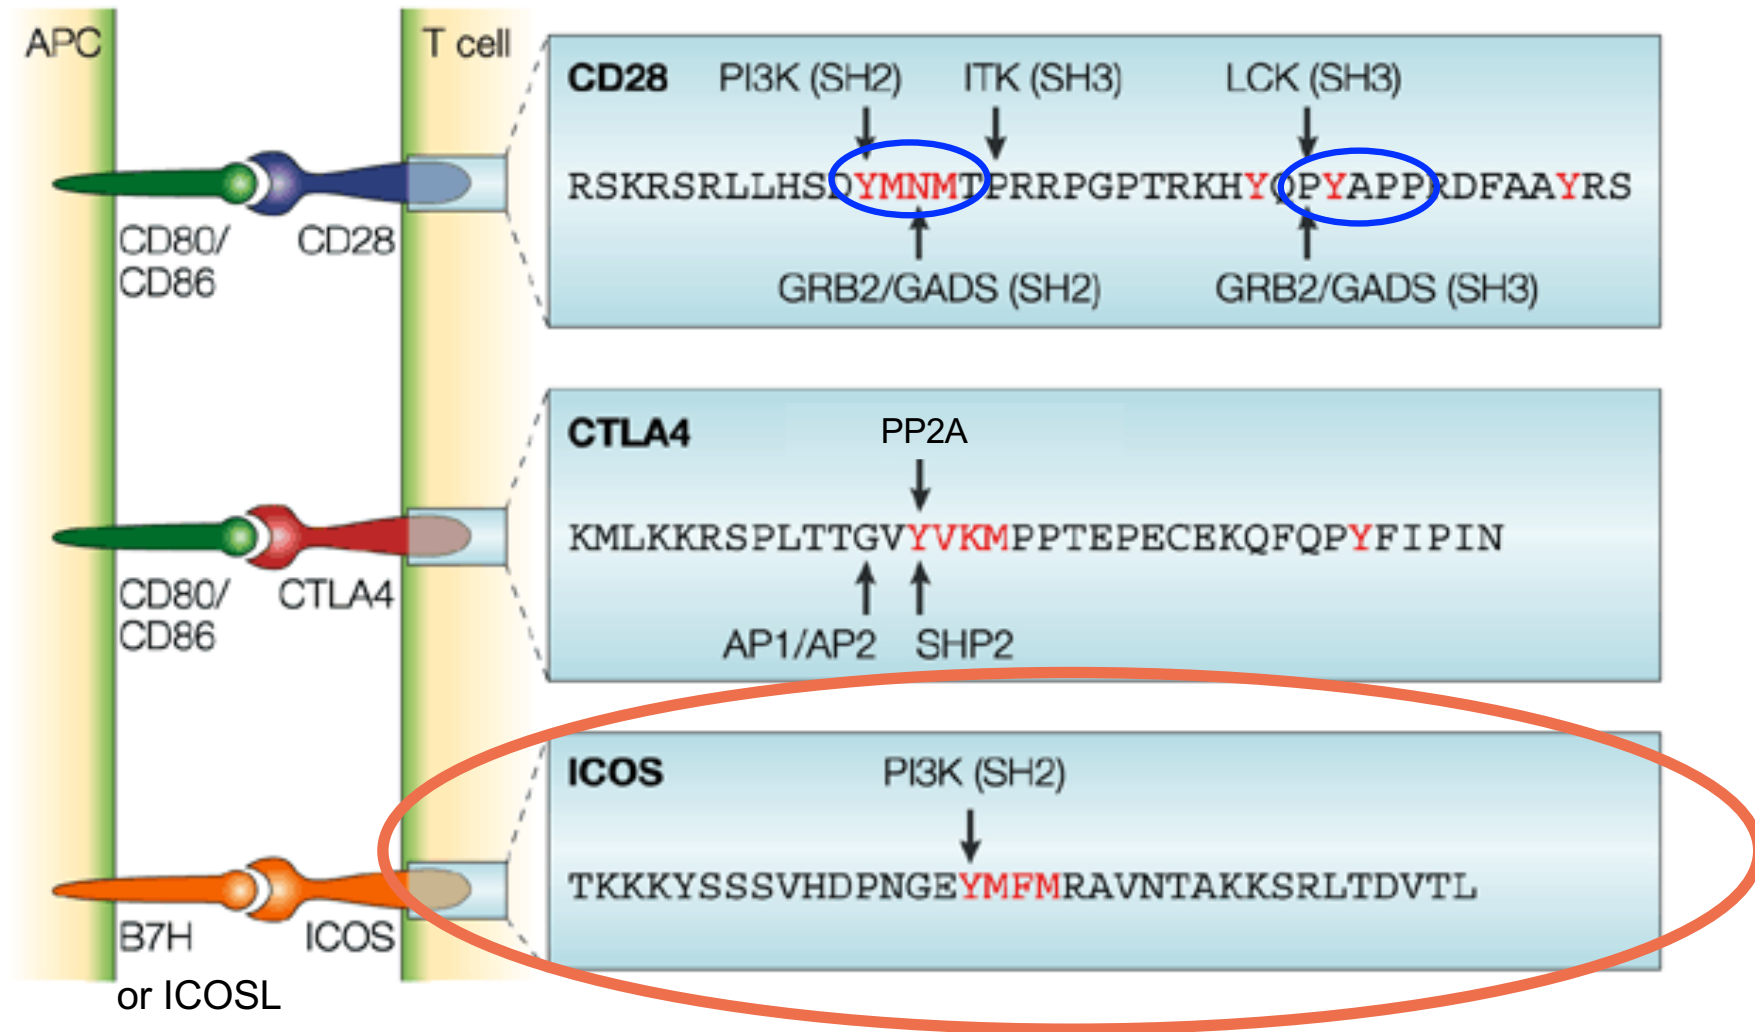 APC
T cell
CD28
PI3K (SH2)
ITK (SH3)
LCK (SH3)
RSKRSRLLHSDYMNMTPRRPGPTRKHYQPYAPPRDFAAYRS
GRB2/GADS (SH2)
GRB2/GADS (SH3)
CD80/
CD86
CD28
CTLA4
PP2A
KMLKKRSPLTTGVYVKMPPTEPECEKQFQPYFIPIN
AP1/AP2
SHP2
CD80/
CD86
CTLA4
ICOS
PI3K (SH2)
TKKKYSSSVHDPNGEYMFMRAVNTAKKSRLTDVTL
B7H
ICOS
or ICOSL